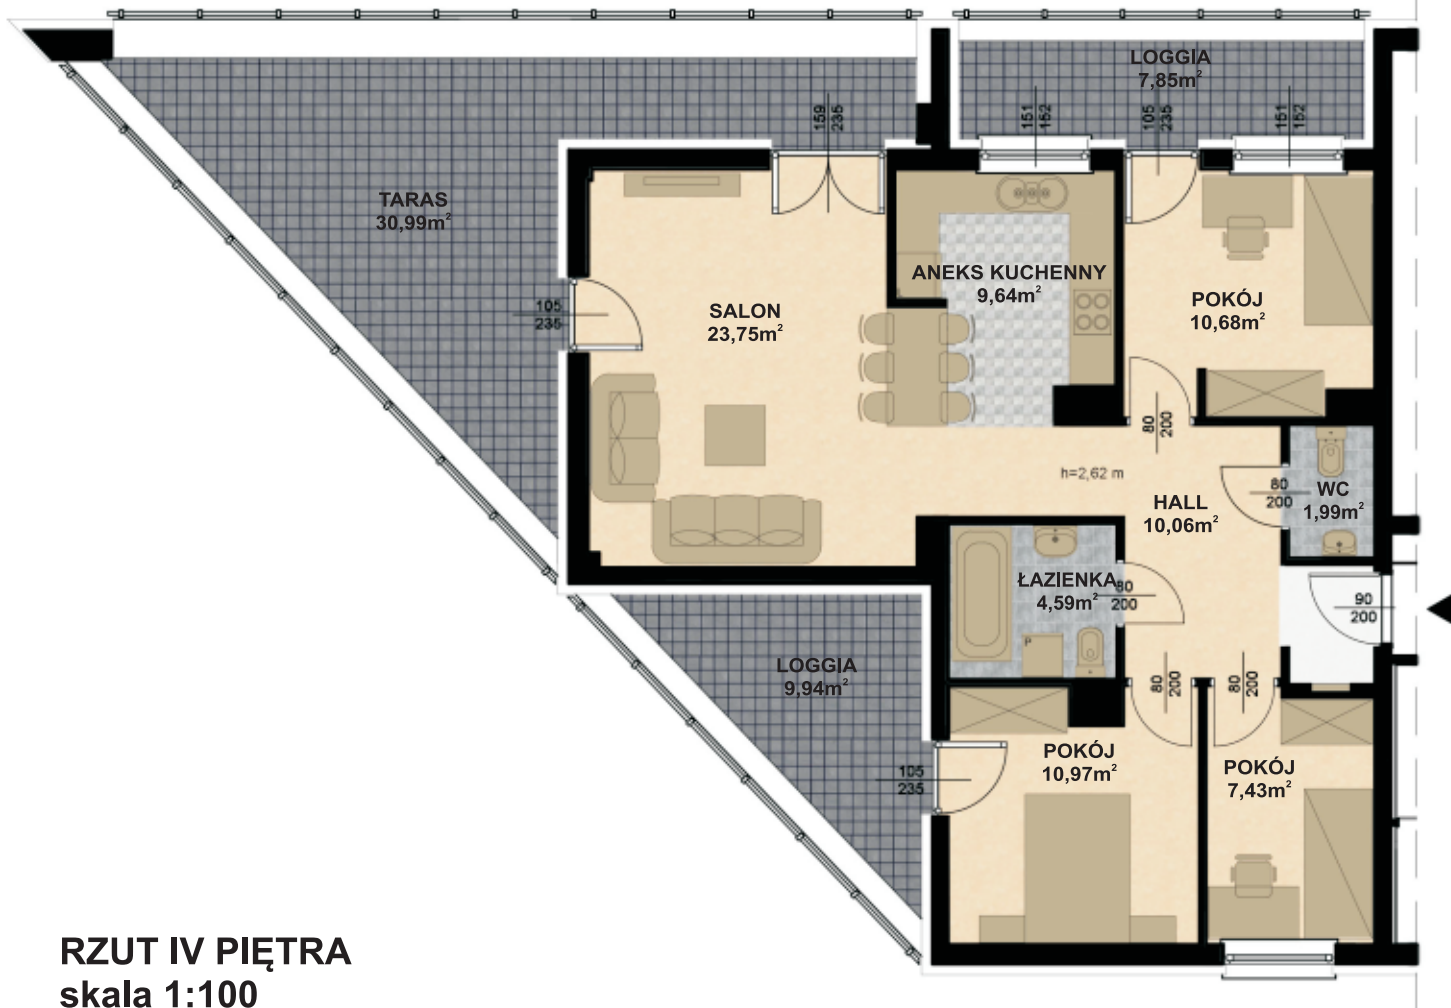 LOGGIA
7,85m²
151
152
105
235
151
152
159
235
TARAS
30,99m²
105
235
SALON
23,75m²
ANEKS KUCHENNY
9,64m²
POKÓJ
10,68m²
80
200
h=2,62 m
HALL
10,06m²
80
200
WC
1,99m²
ŁAZIENKA
4,59m²
80
200
P
90
200
LOGGIA
9,94m²
80
200
80
200
105
235
POKÓJ
10,97m²
POKÓJ
7,43m²
RZUT IV PIĘTRA
skala 1:100